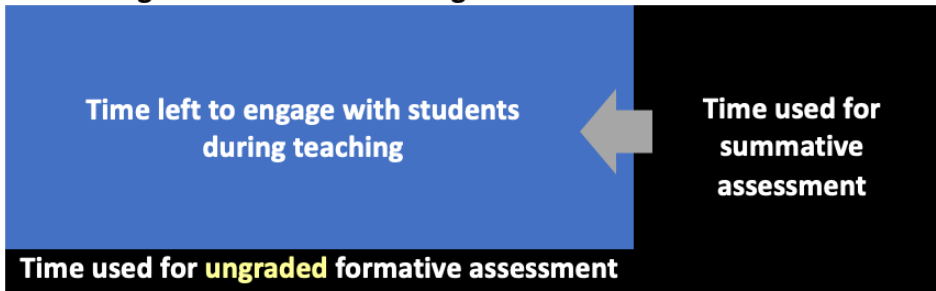 Time left to engage with students
during teaching
Time used for
summative
assessment
Time used for ungraded formative assessment